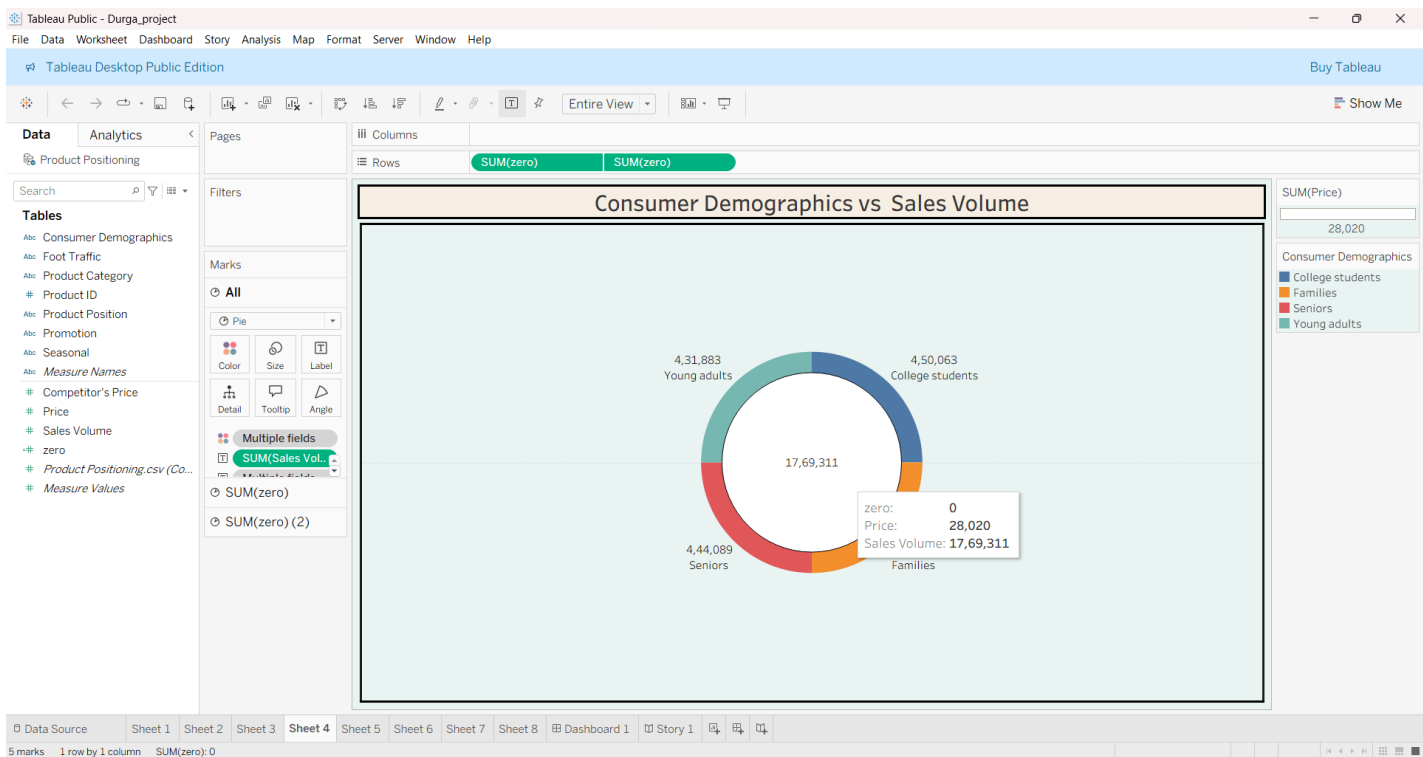 Tableau Public - Durga_project
File Data Worksheet Dashboard Story Analysis Map Format Server Window Help
Tableau Desktop Public Edition
Buy Tableau
Entire View
Show Me
Data
Analytics
Product Positioning
Search
Tables
Abc Consumer Demographics
Abc Foot Traffic
Abc Product Category
# Product ID
Abc Product Position
Abc Promotion
Abc Seasonal
Abc Measure Names
# Competitor's Price
# Price
# Sales Volume
# zero
# Product Positioning.csv (Co...
# Measure Values
Pages
Filters
Marks
All
Pie
Color
Size
Label
Detail
Tooltip
Angle
Multiple fields
SUM(Sales Vol..
SUM(zero)
SUM(zero) (2)
Columns
Rows
SUM(zero)
SUM(zero)
Consumer Demographics vs Sales Volume
4,31,883
Young adults
4,50,063
College students
17,69,311
zero: 0
Price: 28,020
Sales Volume: 17,69,311
4,44,089
Seniors
Families
SUM(Price)
28,020
Consumer Demographics
College students
Families
Seniors
Young adults
Data Source
Sheet 1
Sheet 2
Sheet 3
Sheet 4
Sheet 5
Sheet 6
Sheet 7
Sheet 8
Dashboard 1
Story 1
5 marks 1 row by 1 column SUM(zero): 0